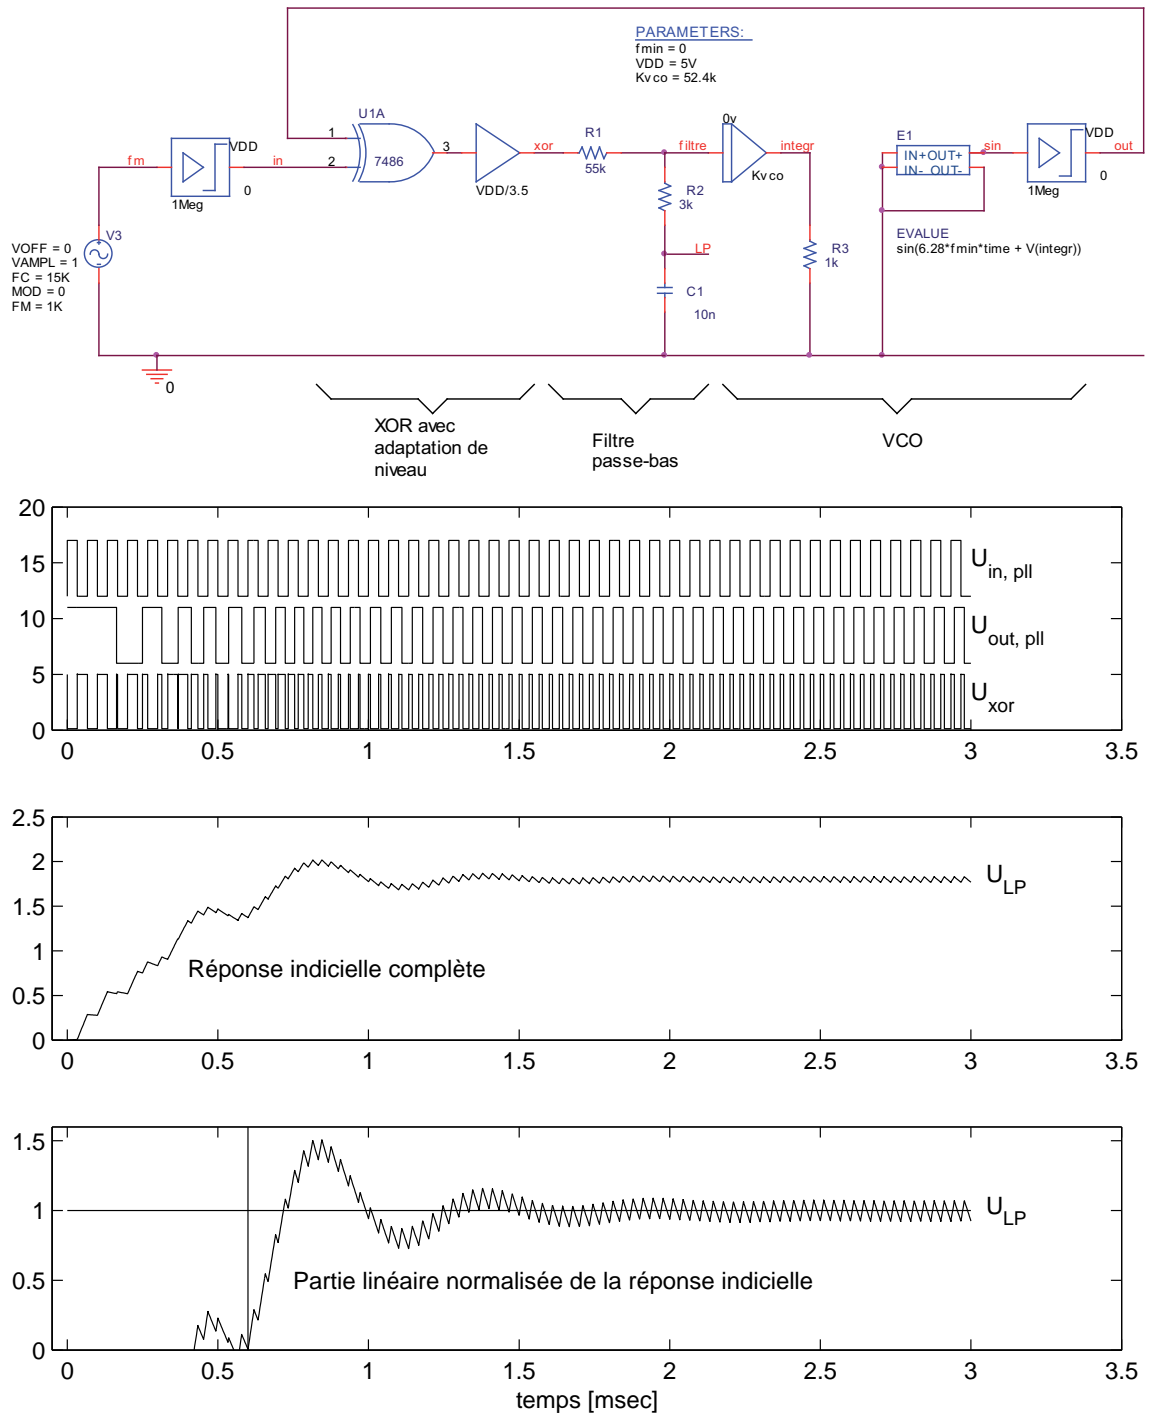 PARAMETERS:
fmin = 0
VDD = 5V
Kvco = 52.4k
U1A
1
2
3
7486
VDD/3.5
xor
R1
55k
filtre
0v
integr
Kvco
E1
IN+OUT+
IN- OUT-
sin
VDD
out
0
1Meg
fm
VDD
in
0
1Meg
R2
3k
LP
C1
10n
R3
1k
EVALUE
sin(6.28*fmin*time + V(integr))
V3
VOFF = 0
VAMPL = 1
FC = 15K
MOD = 0
FM = 1K
0
XOR avec
adaptation de
niveau
Filtre
passe-bas
VCO
20
15
10
5
0
U in, pll
U out, pll
U xor
0 0.5 1 1.5 2 2.5 3 3.5
2.5
2
1.5
1
0.5
0
U LP
Réponse indicielle complète
0 0.5 1 1.5 2 2.5 3 3.5
1.5
1
0.5
0
U LP
Partie linéaire normalisée de la réponse indicielle
0 0.5 1 1.5 2 2.5 3 3.5
temps [msec]